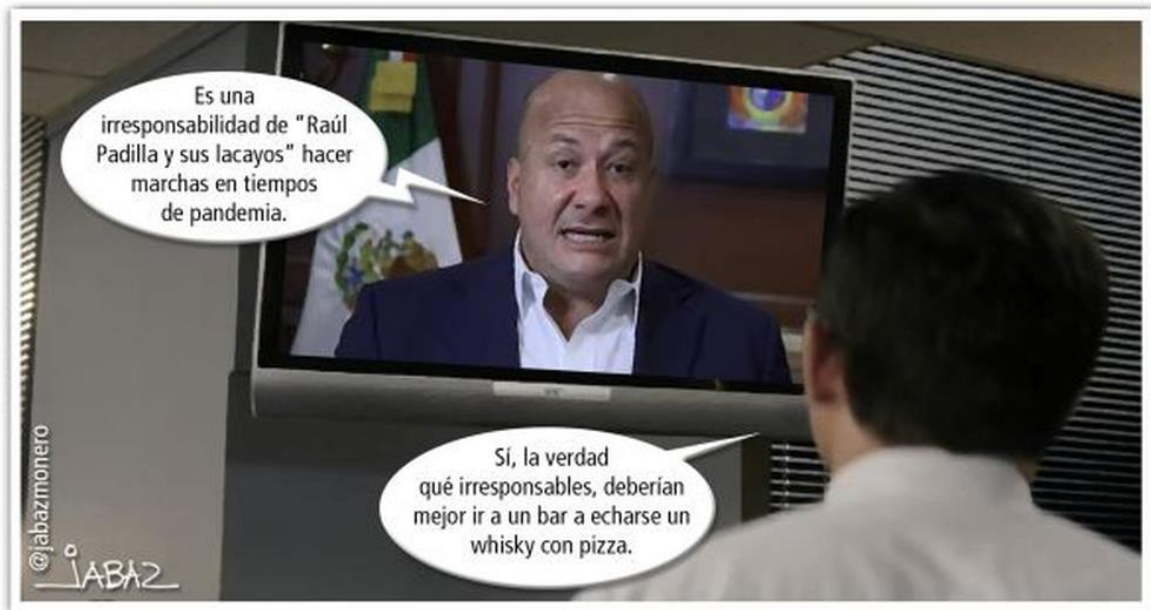 Es una
irresponsabilidad de "Raúl
Padilla y sus lacayos" hacer
marchas en tiempos
de pandemia.
Sí, la verdad
qué irresponsables, deberían
mejor ir a un bar a echarse un
whisky con pizza.
@jabazmonero
JABAZ